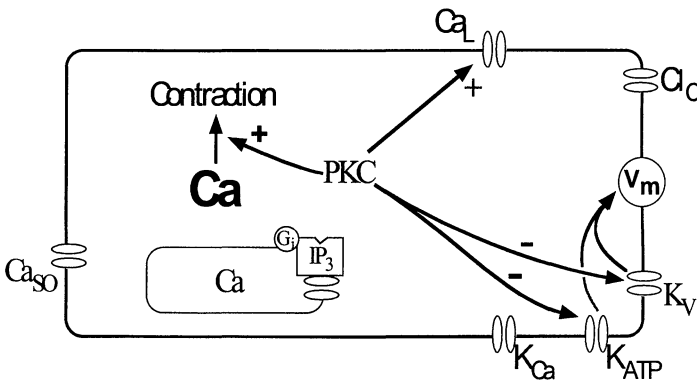 CaL
ClC
Contraction
+
+
PKC
Ca
Vm
Gi
IP3
Ca
CaSO
-
-
KV
KCa
KATP